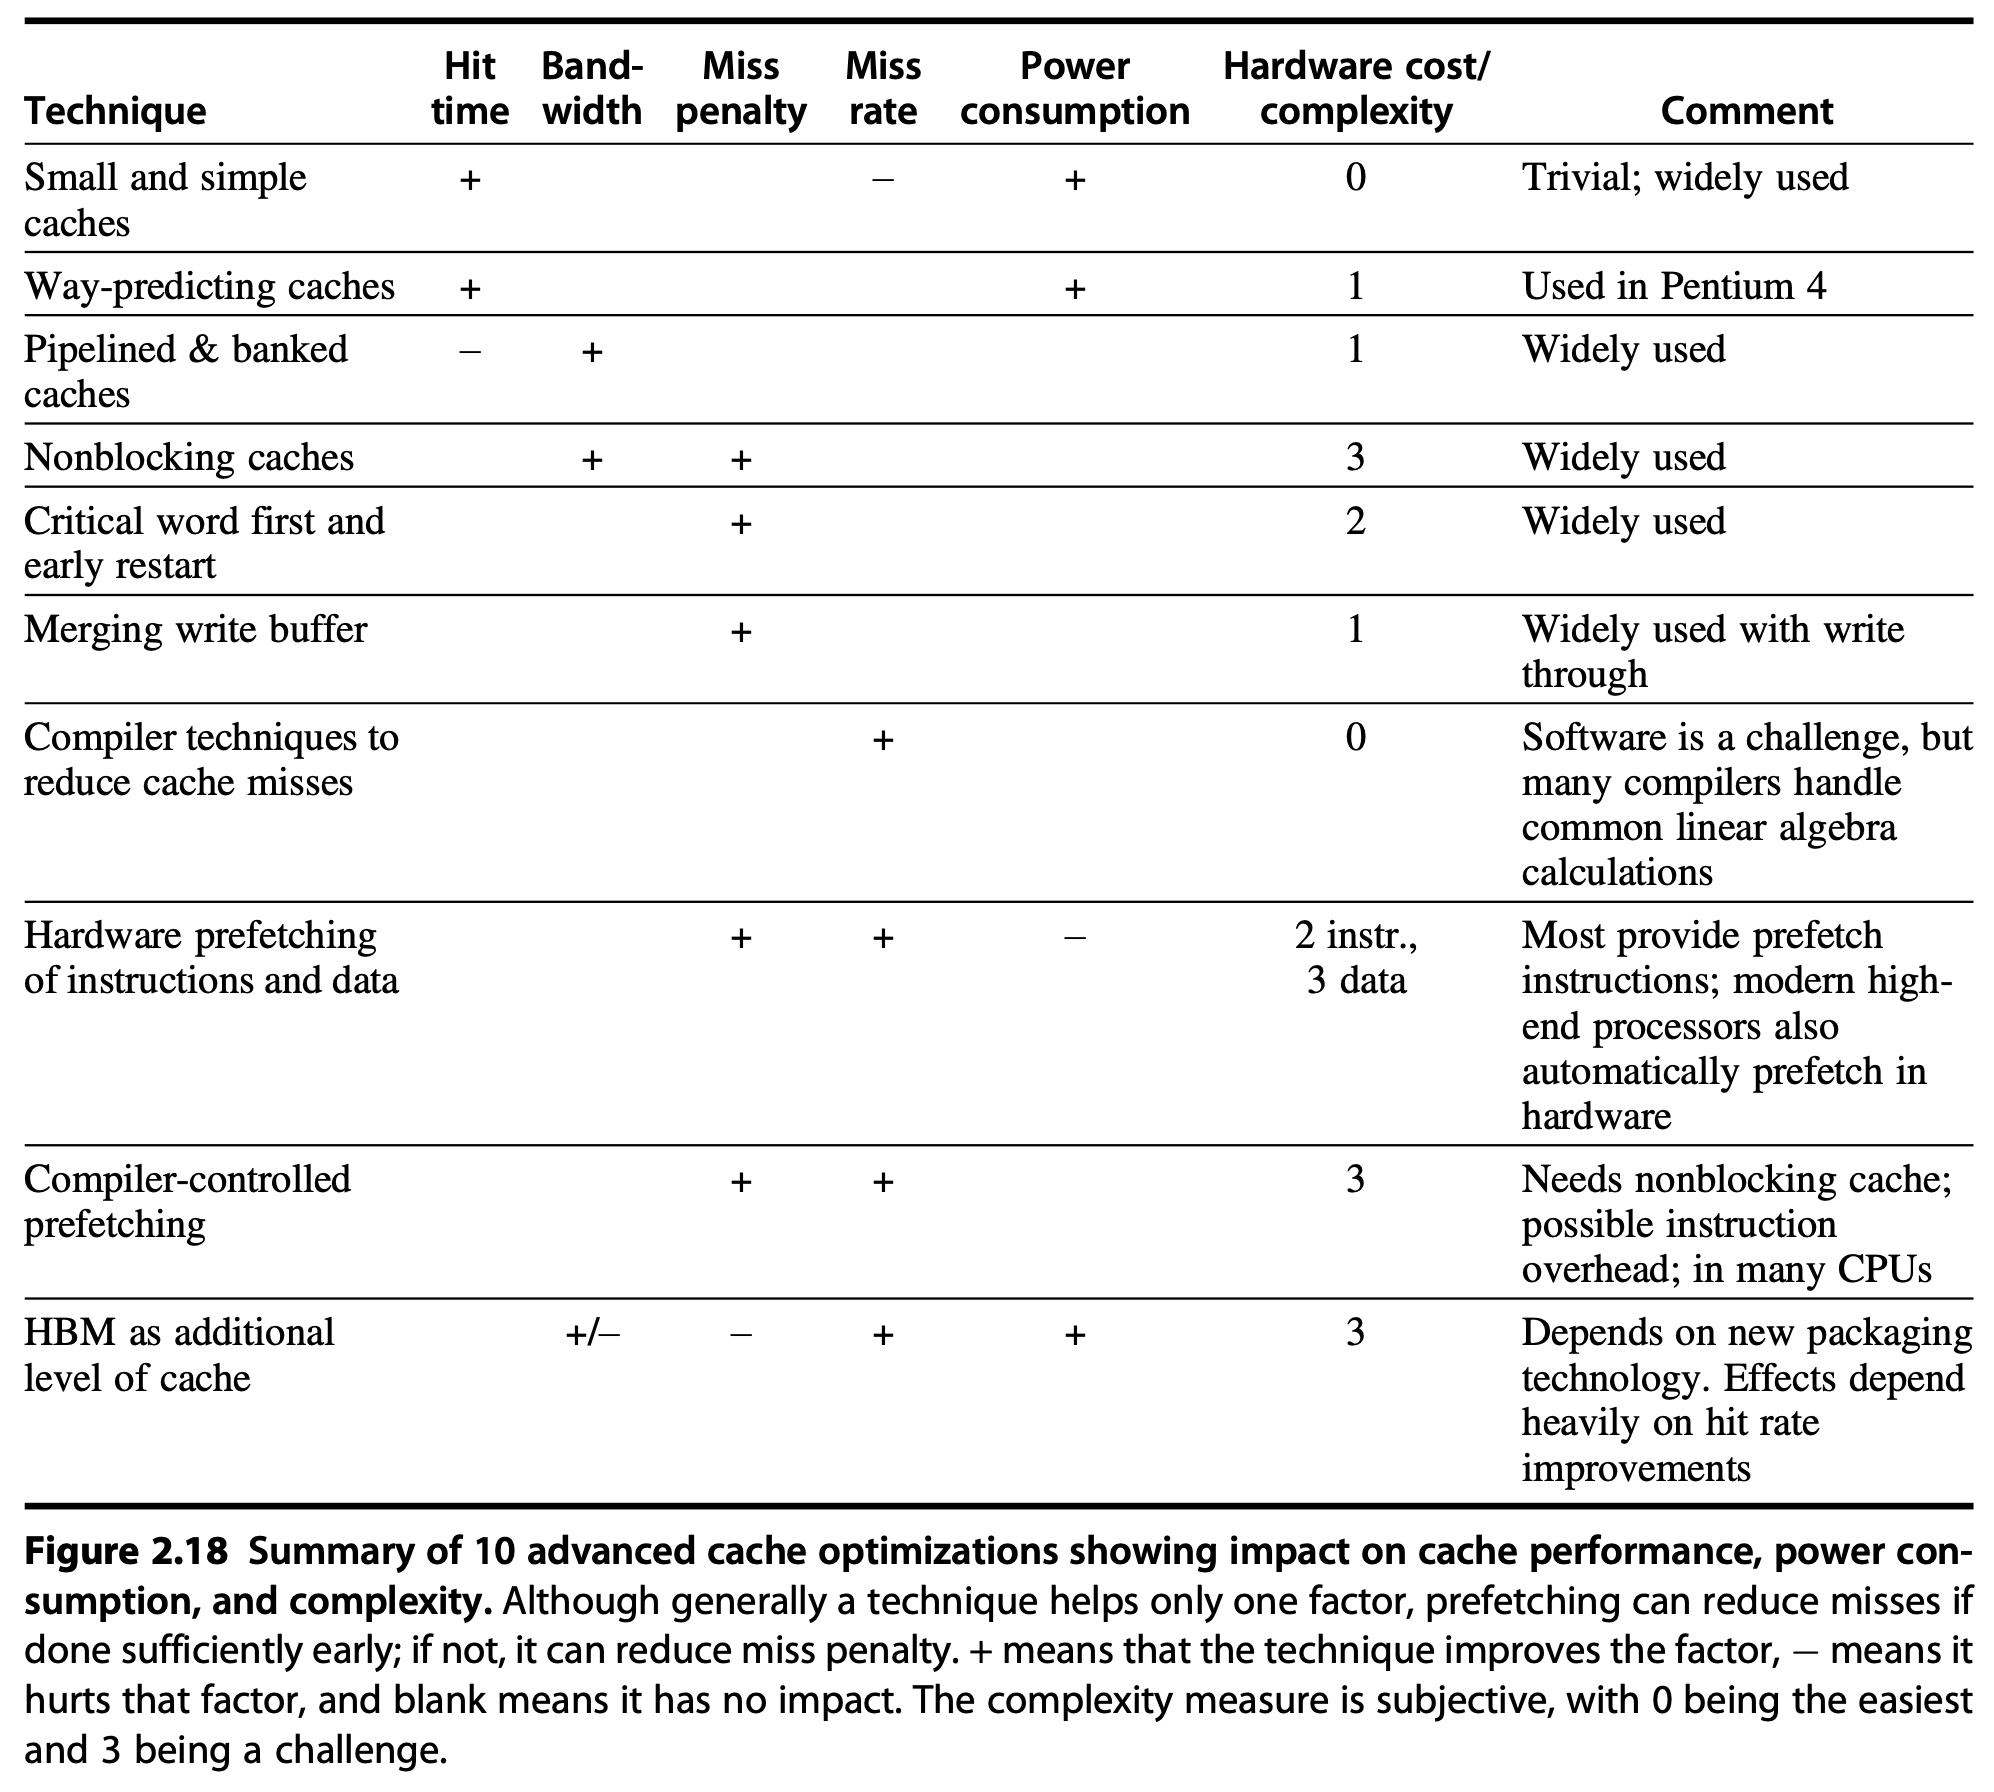 Hit Band- Miss Miss Power Hardware cost/
Technique time width penalty rate consumption complexity Comment
Small and simple + – + 0 Trivial; widely used
caches
Way-predicting caches + + 1 Used in Pentium 4
Pipelined & banked – + 1 Widely used
caches
Nonblocking caches + + 3 Widely used
Critical word first and + 2 Widely used
early restart
Merging write buffer + 1 Widely used with write
through
Compiler techniques to + 0 Software is a challenge, but
reduce cache misses many compilers handle
common linear algebra
calculations
Hardware prefetching + + – 2 instr., Most provide prefetch
of instructions and data 3 data instructions; modern high-
end processors also
automatically prefetch in
hardware
Compiler-controlled + + 3 Needs nonblocking cache;
prefetching possible instruction
overhead; in many CPUs
HBM as additional +/– – + + 3 Depends on new packaging
level of cache technology. Effects depend
heavily on hit rate
improvements
Figure 2.18 Summary of 10 advanced cache optimizations showing impact on cache performance, power con-
sumption, and complexity. Although generally a technique helps only one factor, prefetching can reduce misses if
done sufficiently early; if not, it can reduce miss penalty. + means that the technique improves the factor, – means it
hurts that factor, and blank means it has no impact. The complexity measure is subjective, with 0 being the easiest
and 3 being a challenge.